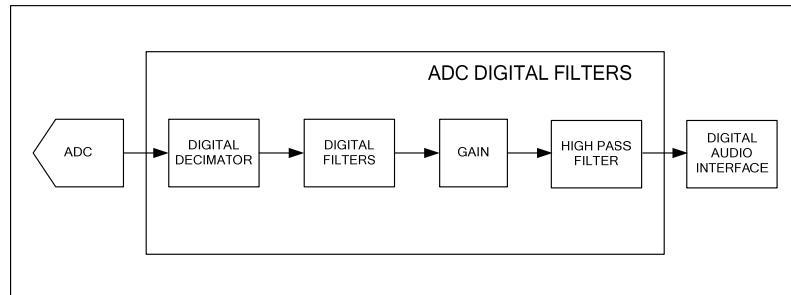 ADC DIGITAL FILTERS
ADC
DIGITAL
DECIMATOR
DIGITAL
FILTERS
GAIN
HIGH PASS
FILTER
DIGITAL
AUDIO
INTERFACE